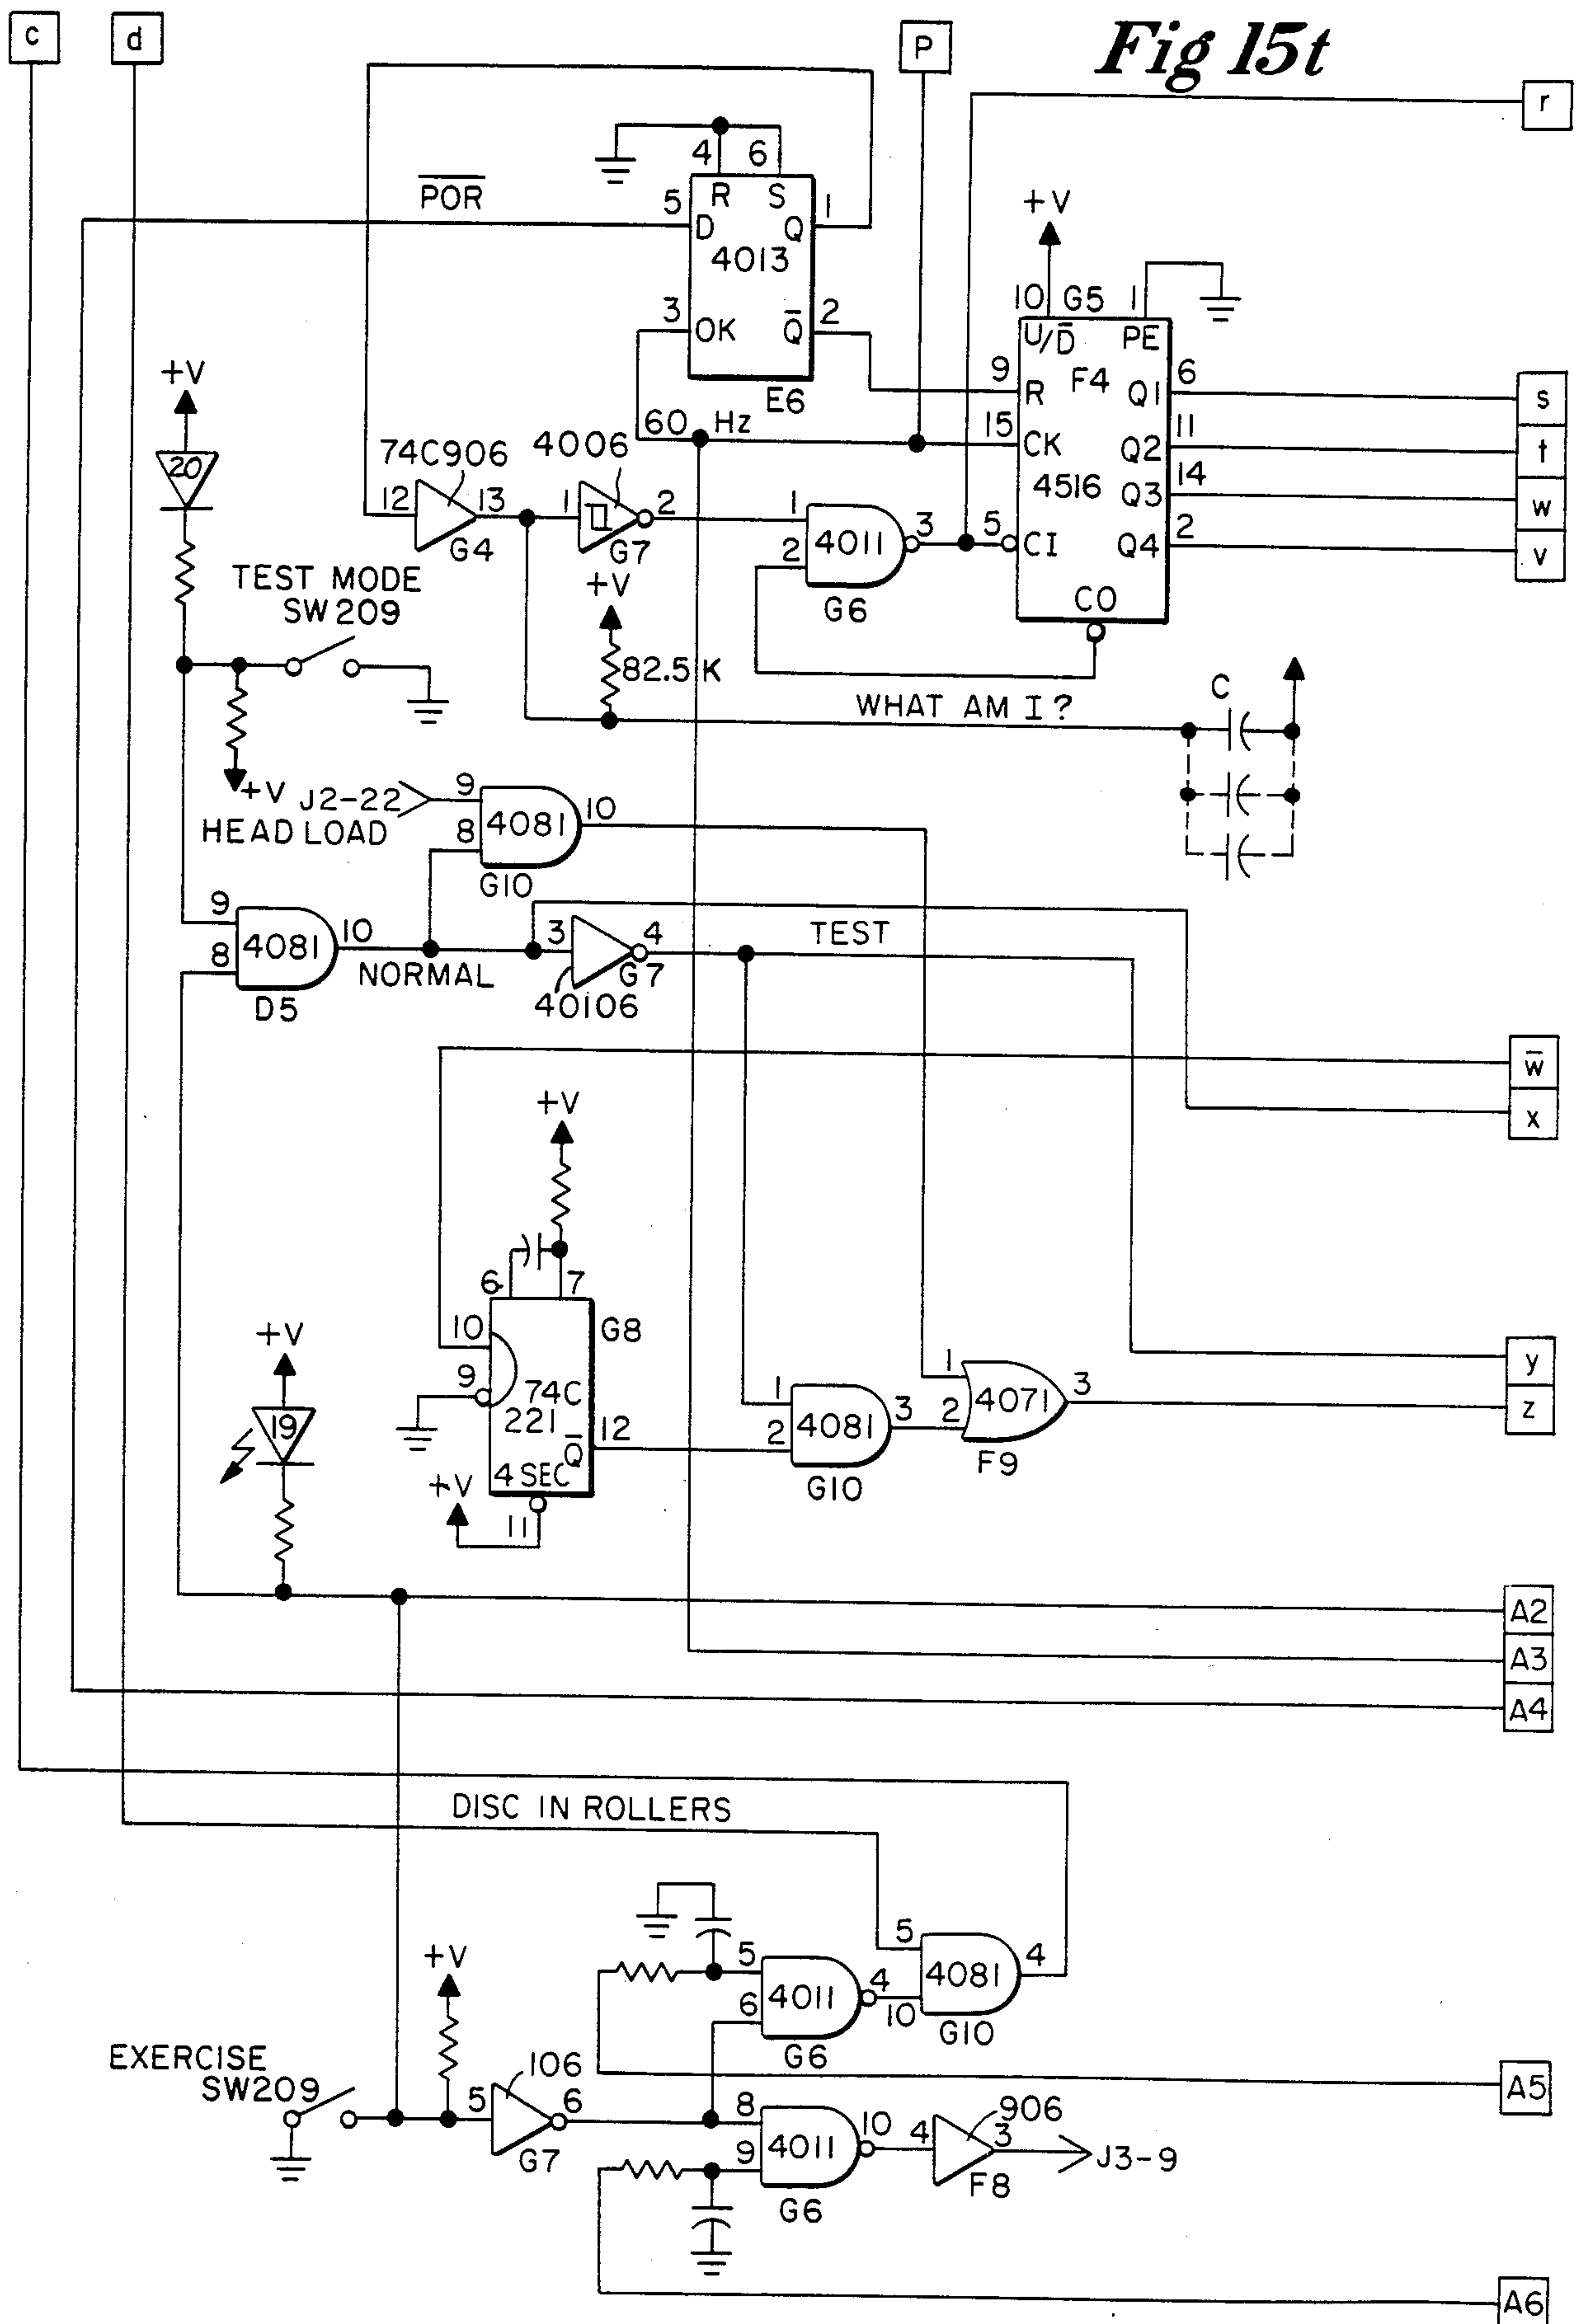 c
d
P
Fig 15t
r
4 6
R S
POR
5 D Q 1
4013
3 OK Q̅ 2
E6
+V
10 G5 1
U/D̅ PE
9 R F4 Q1 6
s
60 Hz
15 CK Q2 11
t
4516 Q3 14
w
5 CI Q4 2
v
CO
+V
20
74C906
12 13
G4
4006
1 2
G7
1
2
4011
3
G6
TEST MODE
SW209
+V
82.5 K
WHAT AM I?
C
+V
J2-22
HEAD LOAD
9
8
4081
10
G10
9
8
4081
10
D5
NORMAL
3 4
G7
40106
TEST
w̅
x
+V
6 7
10
9
G8
74C
221
Q̅ 12
4 SEC
+V
11
+V
19
1
2
4081
3
G10
1
2
4071
3
F9
y
z
A2
A3
A4
DISC IN ROLLERS
5
6
4011
4
10
G6
5
4081
4
G10
A5
+V
EXERCISE
SW209
5 106 6
G7
8
9
4011
10
G6
4 906 3
F8
J3-9
A6